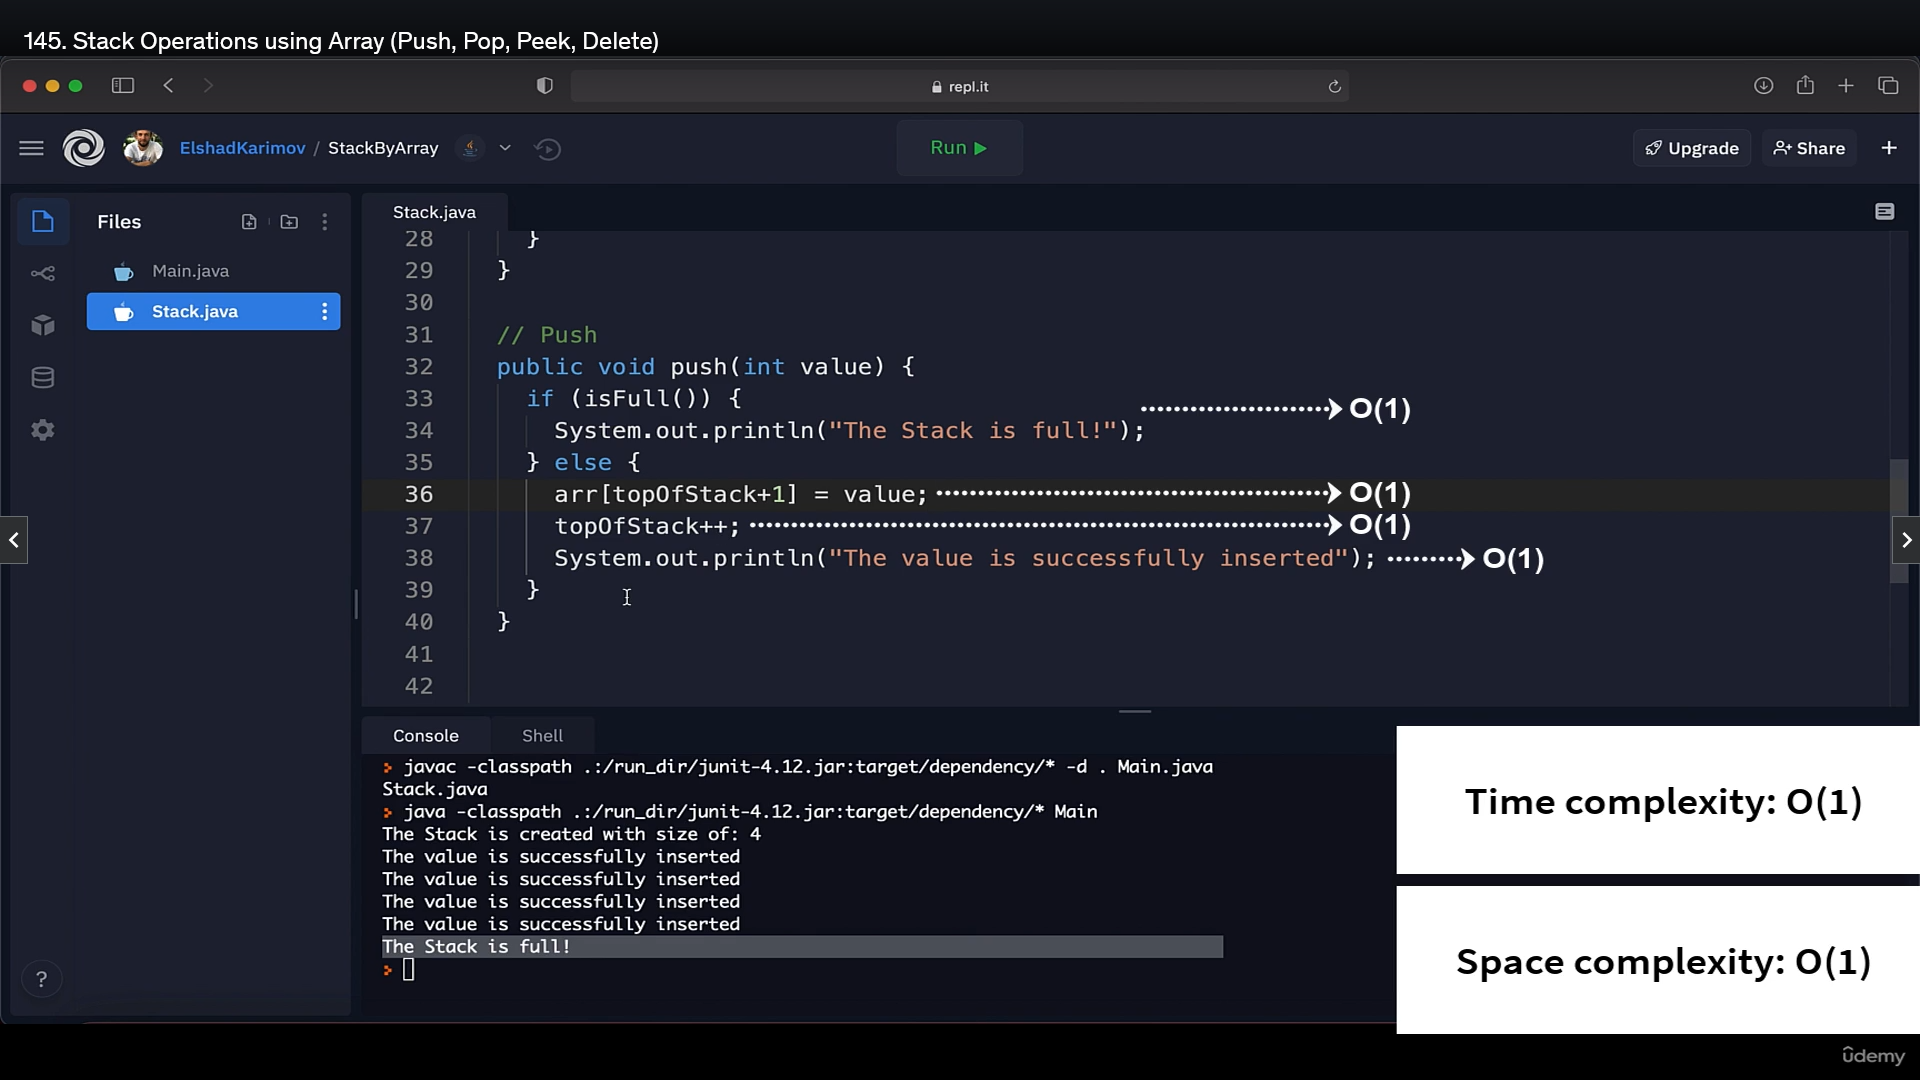 145. Stack Operations using Array (Push, Pop, Peek, Delete)
repl.it
ElshadKarimov / StackByArray
Run
Upgrade
Share
Files
Stack.java
Main.java
Stack.java
28 }
29 }
30
31 // Push
32 public void push(int value) {
33 if (isFull()) {
O(1)
34 System.out.println("The Stack is full!");
35 } else {
36 arr[topOfStack+1] = value; O(1)
37 topOfStack++; O(1)
38 System.out.println("The value is successfully inserted"); O(1)
39 }
40 }
41
42
Console Shell
> javac -classpath .:/run_dir/junit-4.12.jar:target/dependency/* -d . Main.java
Stack.java
> java -classpath .:/run_dir/junit-4.12.jar:target/dependency/* Main
The Stack is created with size of: 4
The value is successfully inserted
The value is successfully inserted
The value is successfully inserted
The value is successfully inserted
The Stack is full!
>
?
Time complexity: O(1)
Space complexity: O(1)
ûdemy